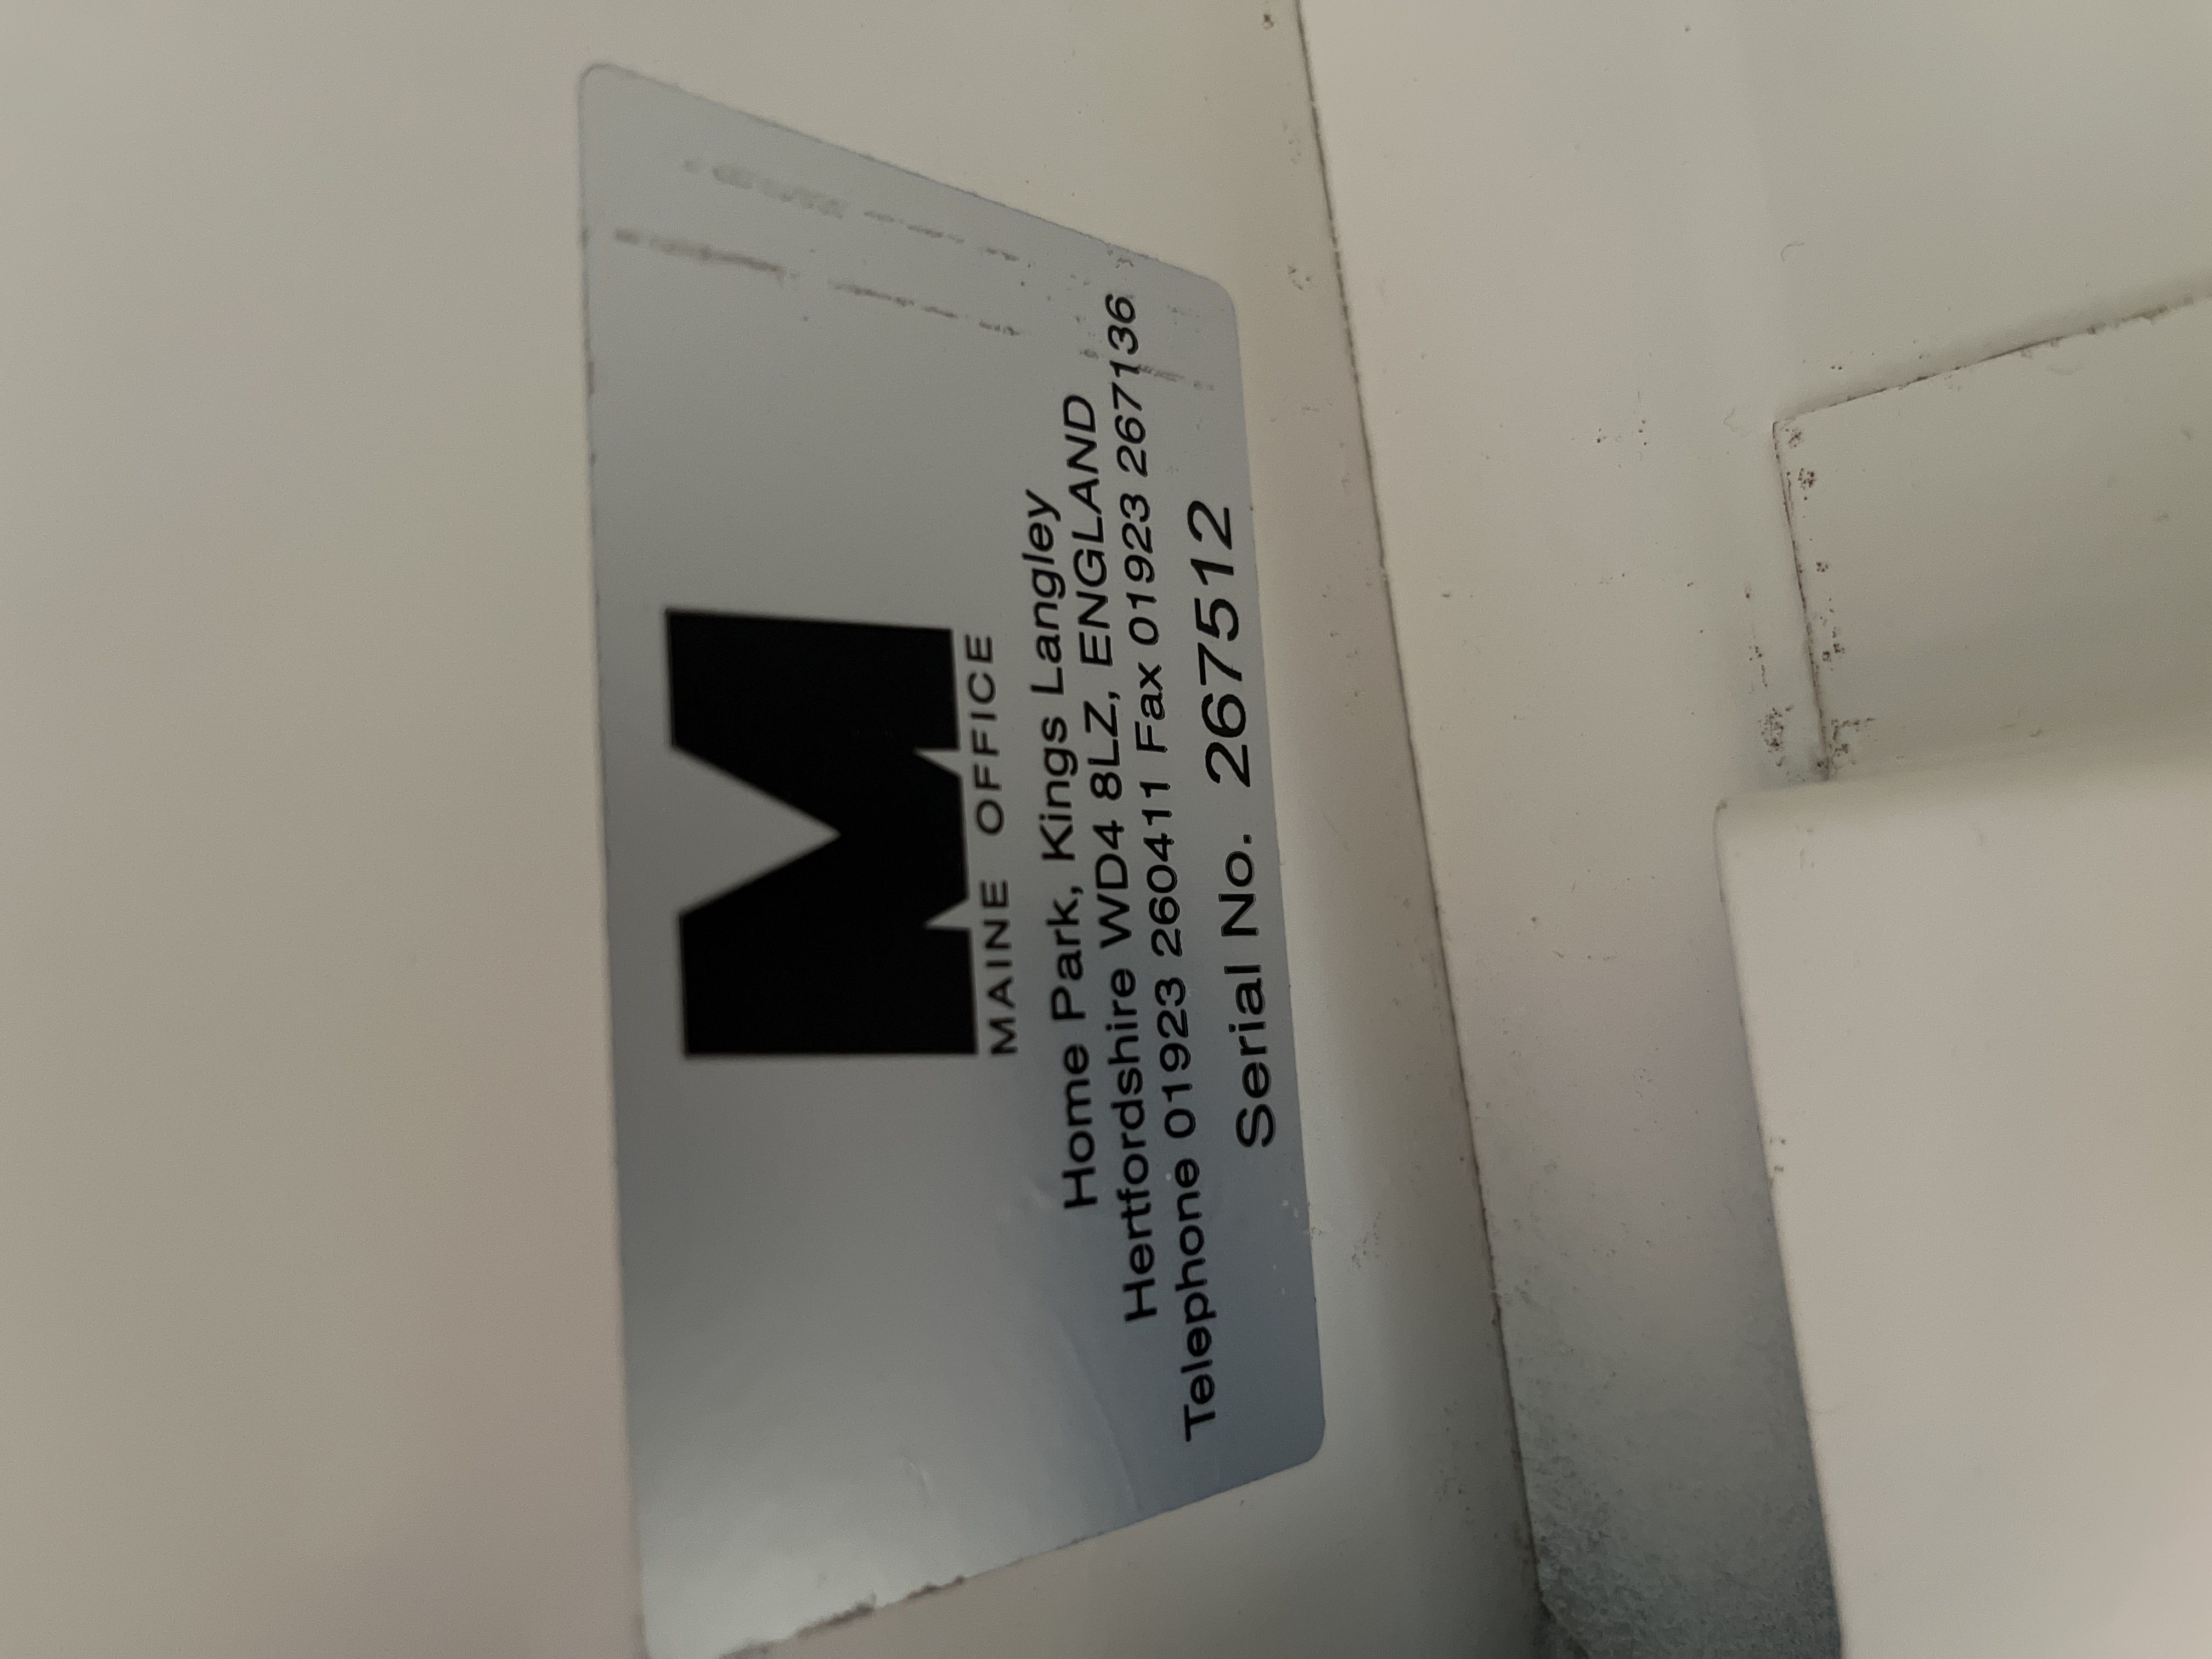 M
MAINE OFFICE
Home Park, Kings Langley
Hertfordshire WD4 8LZ, ENGLAND
Telephone 01923 260411 Fax 01923 267136
Serial No. 267512